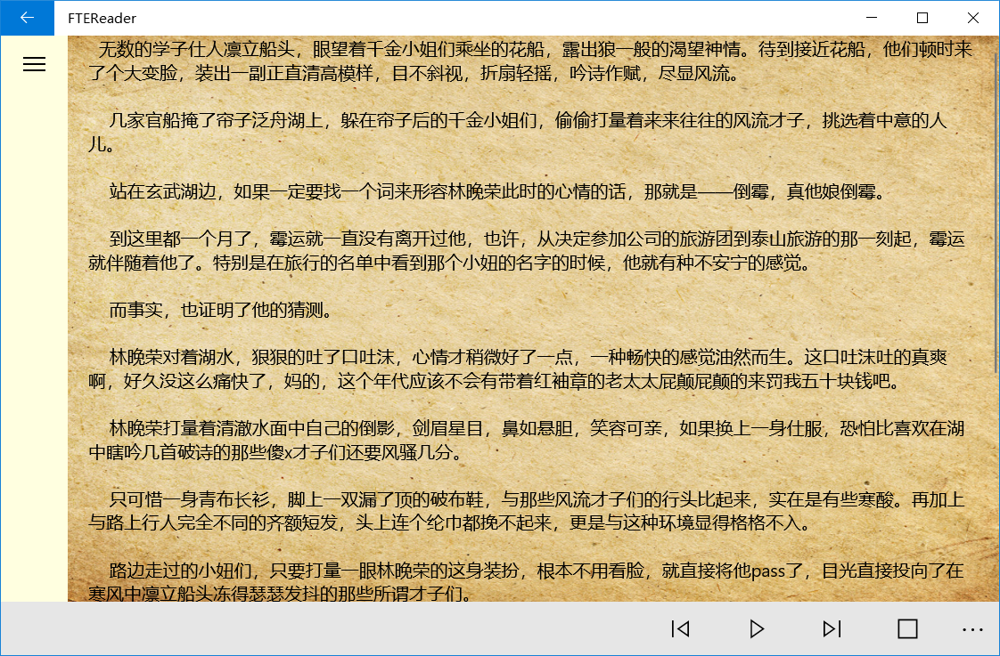 FTEReader
无数的学子仕人凛立船头，眼望着千金小姐们乘坐的花船，露出狼一般的渴望神情。待到接近花船，他们顿时来
了个大变脸，装出一副正直清高模样，目不斜视，折扇轻摇，吟诗作赋，尽显风流。
几家官船掩了帘子泛舟湖上，躲在帘子后的千金小姐们，偷偷打量着来来往往的风流才子，挑选着中意的人
儿。
站在玄武湖边，如果一定要找一个词来形容林晚荣此时的心情的话，那就是——倒霉，真他娘倒霉。
到这里都一个月了，霉运就一直没有离开过他，也许，从决定参加公司的旅游团到泰山旅游的那一刻起，霉运
就伴随着他了。特别是在旅行的名单中看到那个小妞的名字的时候，他就有种不安宁的感觉。
而事实，也证明了他的猜测。
林晚荣对着湖水，狠狠的吐了口吐沫，心情才稍微好了一点，一种畅快的感觉油然而生。这口吐沫吐的真爽
啊，好久没这么痛快了，妈的，这个年代应该不会有带着红袖章的老太太屁颠屁颠的来罚我五十块钱吧。
林晚荣打量着清澈水面中自己的倒影，剑眉星目，鼻如悬胆，笑容可亲，如果换上一身仕服，恐怕比喜欢在湖
中瞎吟几首破诗的那些傻x才子们还要风骚几分。
只可惜一身青布长衫，脚上一双漏了顶的破布鞋，与那些风流才子们的行头比起来，实在是有些寒酸。再加上
与路上行人完全不同的齐额短发，头上连个纶巾都挽不起来，更是与这种环境显得格格不入。
路边走过的小妞们，只要打量一眼林晚荣的这身装扮，根本不用看脸，就直接将他pass了，目光直接投向了在
寒风中凛立船头冻得瑟瑟发抖的那些所谓才子们。